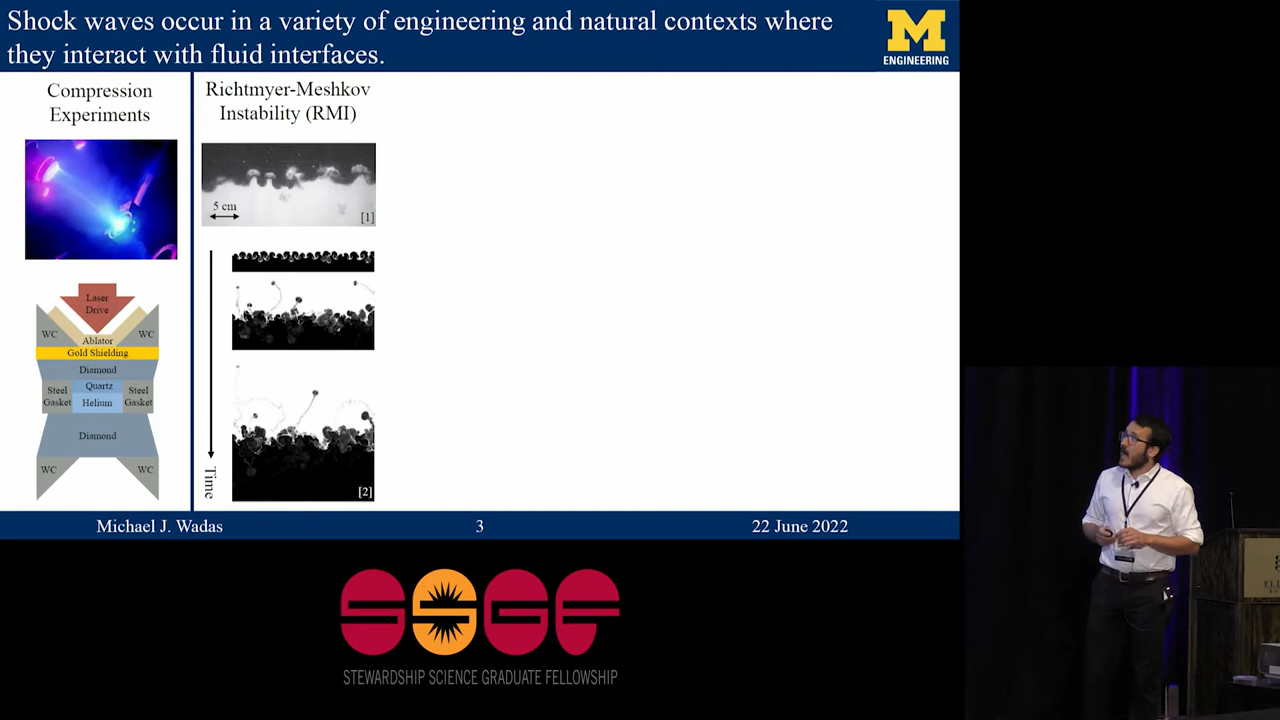 Shock waves occur in a variety of engineering and natural contexts where
they interact with fluid interfaces.
M
ENGINEERING
Compression
Experiments
Laser
Drive
WC
WC
Ablator
Gold Shielding
Diamond
Steel
Gasket
Quartz
Helium
Steel
Gasket
Diamond
WC
WC
Richtmyer-Meshkov
Instability (RMI)
5 cm
[1]
Time
[2]
Michael J. Wadas
3
22 June 2022
SSGF
STEWARDSHIP SCIENCE GRADUATE FELLOWSHIP